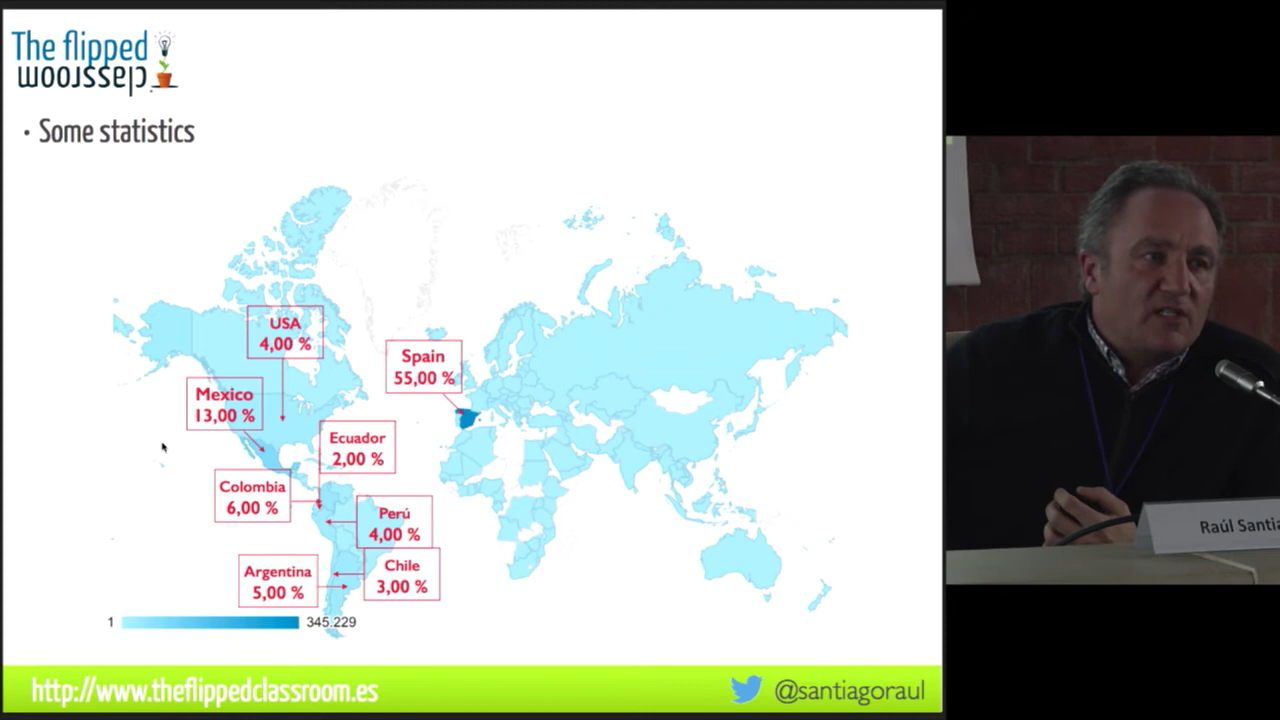 The flipped
classroom
• Some statistics
USA
4,00 %
Spain
55,00 %
Mexico
13,00 %
Ecuador
2,00 %
Colombia
6,00 %
Perú
4,00 %
Argentina
5,00 %
Chile
3,00 %
1
345.229
http://www.theflippedclassroom.es
@santiagoraul
Raúl Santia